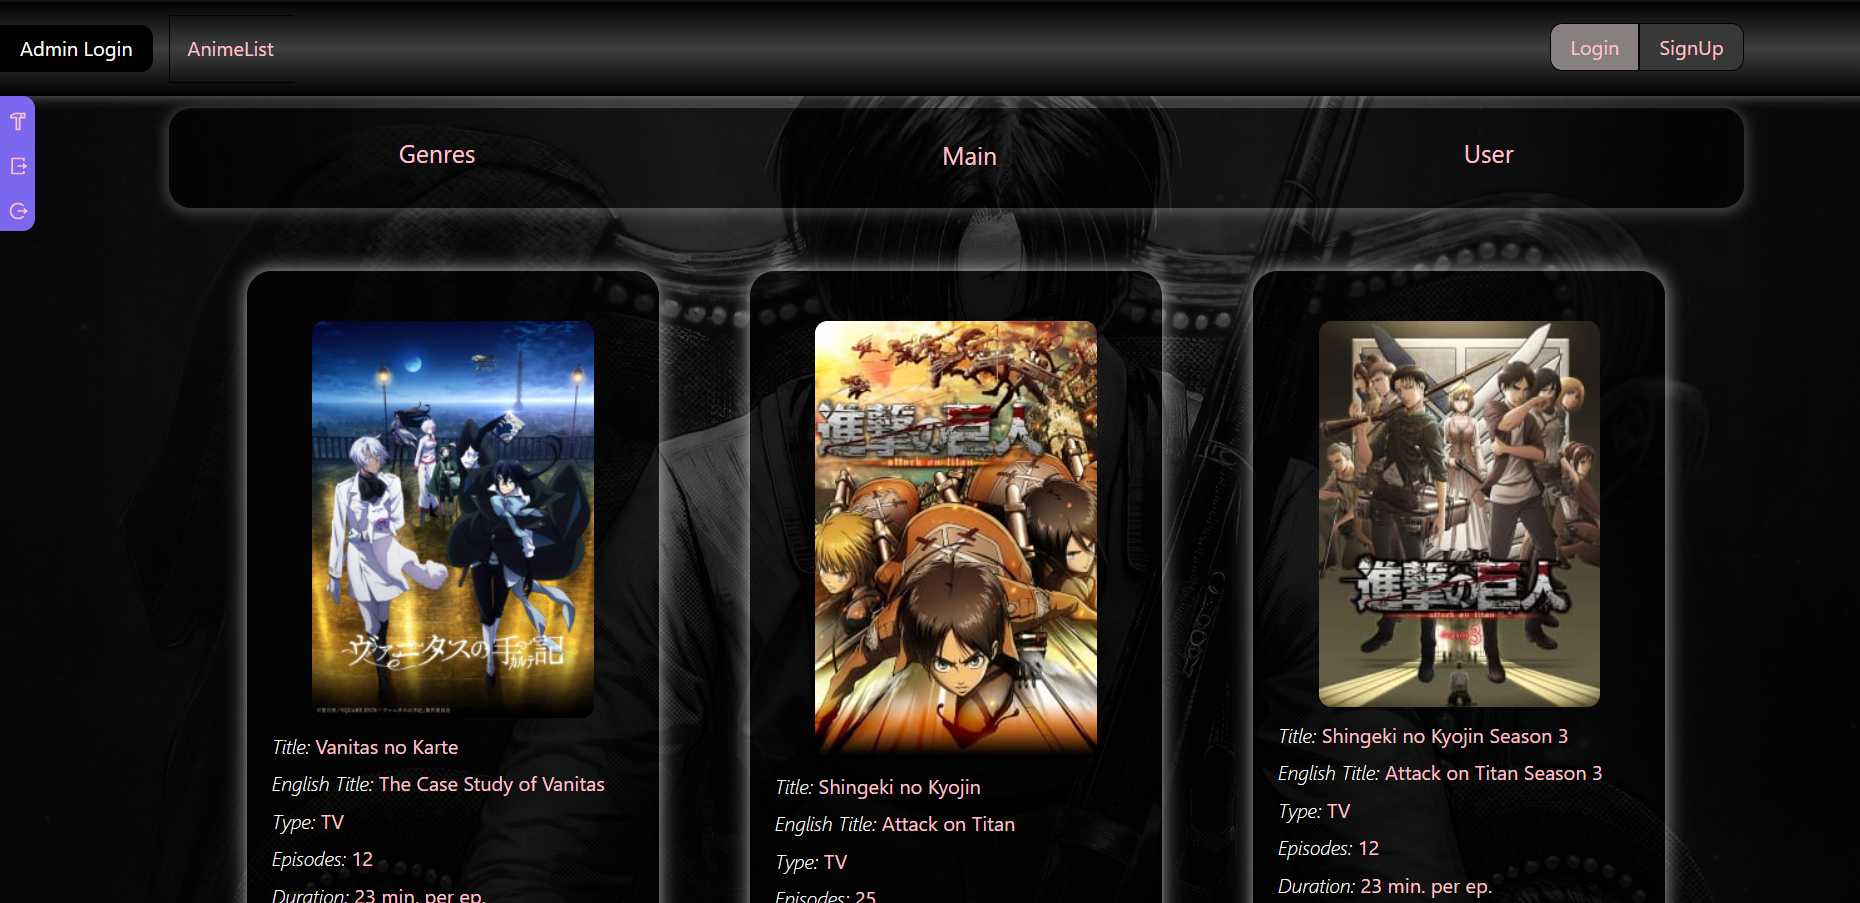 Admin Login
AnimeList
Login
SignUp
Genres
Main
User
ヴァニタスの手記
カルテ
Title: Vanitas no Karte
English Title: The Case Study of Vanitas
Type: TV
Episodes: 12
Duration: 23 min. per ep.
進撃の巨人
attack on titan
Title: Shingeki no Kyojin
English Title: Attack on Titan
Type: TV
Episodes: 25
進撃の巨人
attack on titan
Title: Shingeki no Kyojin Season 3
English Title: Attack on Titan Season 3
Type: TV
Episodes: 12
Duration: 23 min. per ep.